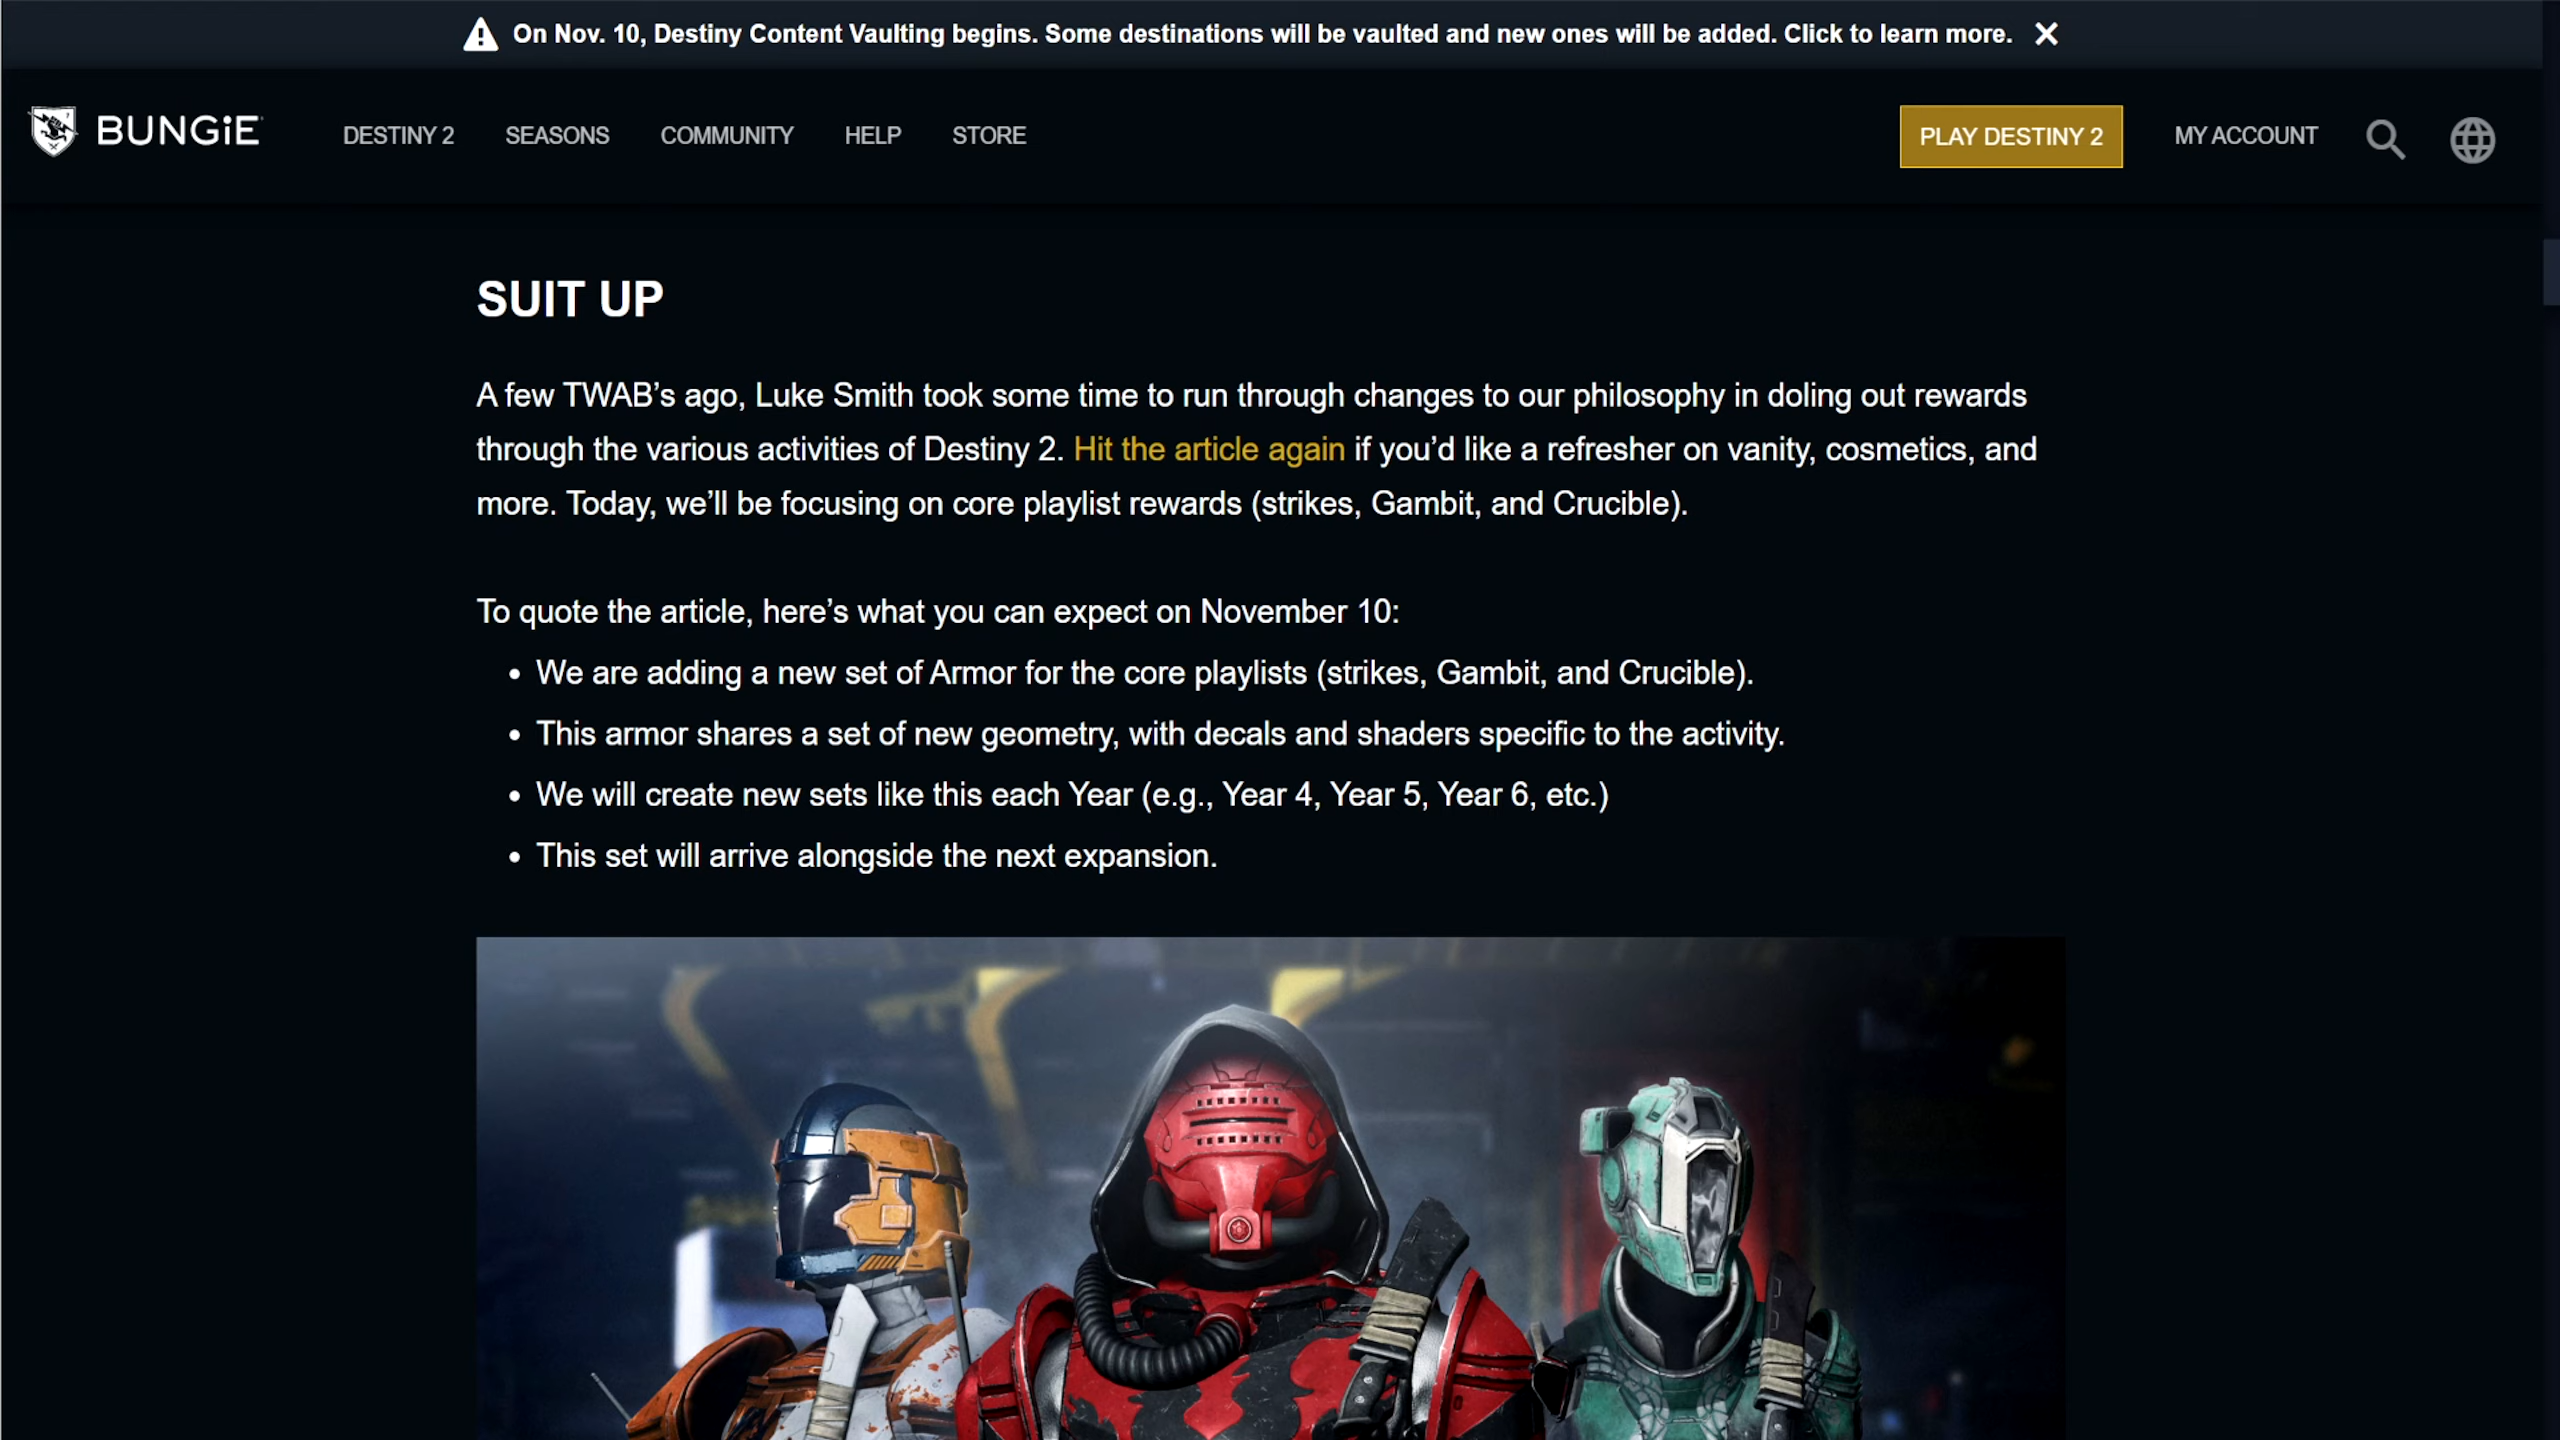 On Nov. 10, Destiny Content Vaulting begins. Some destinations will be vaulted and new ones will be added. Click to learn more.
BUNGiE
DESTINY 2
SEASONS
COMMUNITY
HELP
STORE
PLAY DESTINY 2
MY ACCOUNT
SUIT UP
A few TWAB’s ago, Luke Smith took some time to run through changes to our philosophy in doling out rewards
through the various activities of Destiny 2. Hit the article again if you’d like a refresher on vanity, cosmetics, and
more. Today, we’ll be focusing on core playlist rewards (strikes, Gambit, and Crucible).
To quote the article, here’s what you can expect on November 10:
• We are adding a new set of Armor for the core playlists (strikes, Gambit, and Crucible).
• This armor shares a set of new geometry, with decals and shaders specific to the activity.
• We will create new sets like this each Year (e.g., Year 4, Year 5, Year 6, etc.)
• This set will arrive alongside the next expansion.